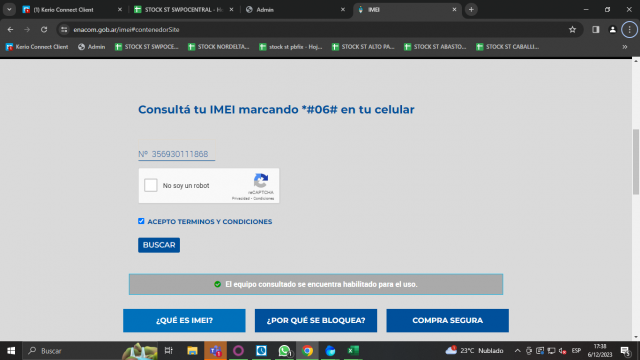 (1) Kerio Connect Client
STOCK ST SWPOCENTRAL - H
Admin
IMEI
enacom.gob.ar/imei#contenedorSite
Kerio Connect Client
Admin
STOCK ST SWPOCE...
STOCK NORDELTA...
stock st pbfis - Hoj...
STOCK ST ALTO PA...
STOCK ST ABASTO...
STOCK ST CABALLI...
Consultá tu IMEI marcando *#06# en tu celular
Nº 356930111868
No soy un robot
reCAPTCHA
Privacidad - Condiciones
ACEPTO TERMINOS Y CONDICIONES
BUSCAR
El equipo consultado se encuentra habilitado para el uso.
¿QUÉ ES IMEI?
¿POR QUÉ SE BLOQUEA?
COMPRA SEGURA
Buscar
23°C Nublado
ESP
17:38
6/12/2023